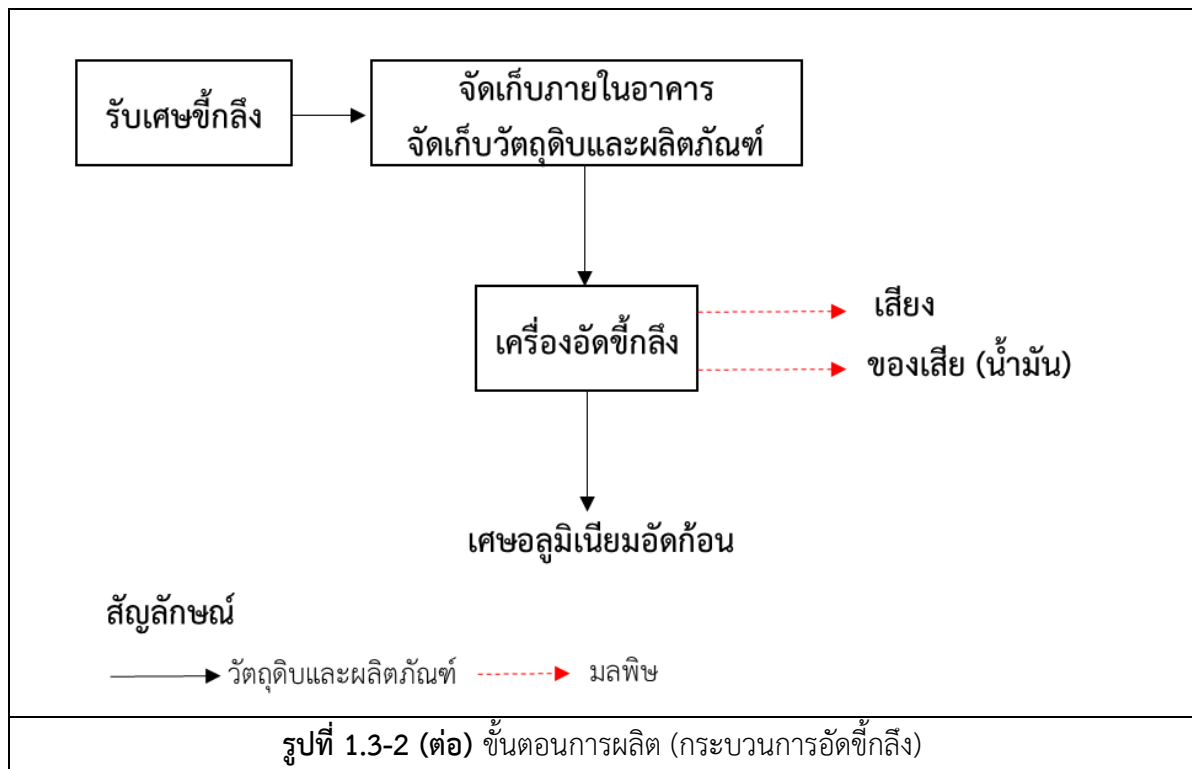 รับเศษขี้กลึง
จัดเก็บภายในอาคาร
จัดเก็บวัตถุดิบและผลิตภัณฑ์
เครื่องอัดขี้กลึง
เสียง
ของเสีย (น้ำมัน)
เศษอลูมิเนียมอัดก้อน
สัญลักษณ์
วัตถุดิบและผลิตภัณฑ์ มลพิษ
รูปที่ 1.3-2 (ต่อ) ขั้นตอนการผลิต (กระบวนการอัดขี้กลึง)